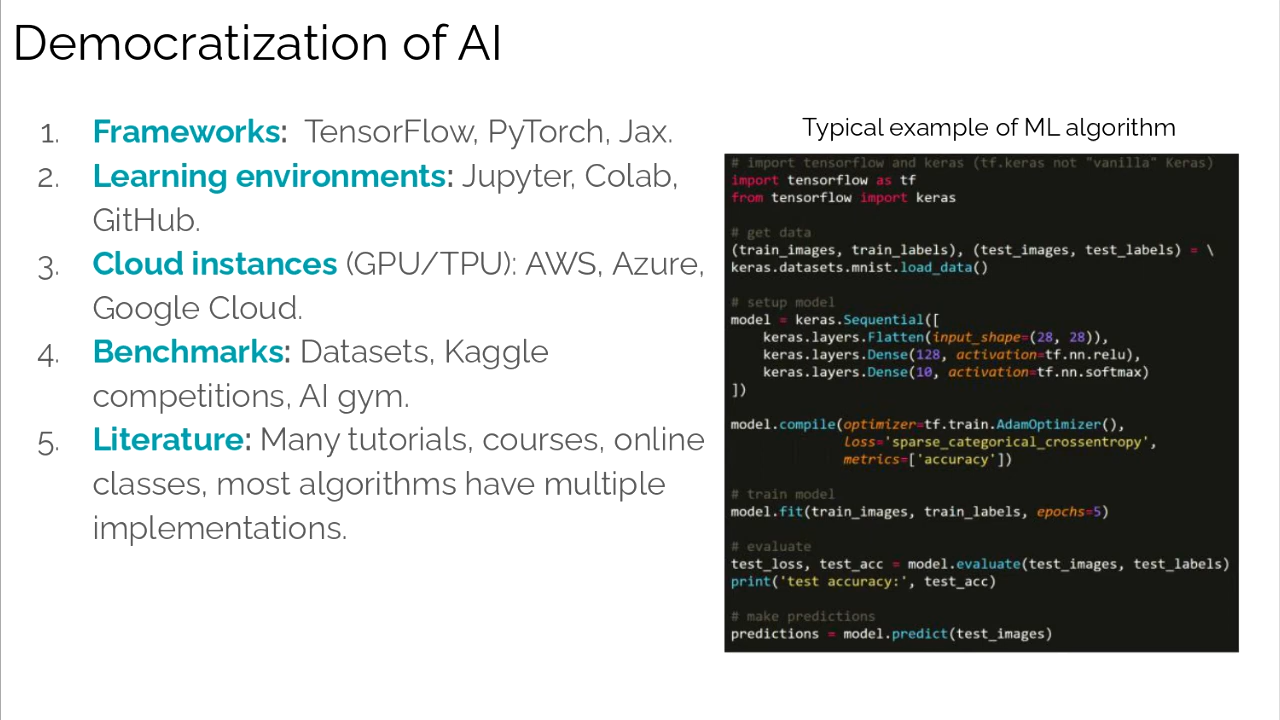 Democratization of AI
1. Frameworks: TensorFlow, PyTorch, Jax.
2. Learning environments: Jupyter, Colab,
GitHub.
3. Cloud instances (GPU/TPU): AWS, Azure,
Google Cloud.
4. Benchmarks: Datasets, Kaggle
competitions, AI gym.
5. Literature: Many tutorials, courses, online
classes, most algorithms have multiple
implementations.
Typical example of ML algorithm
# import tensorflow and keras (tf.keras not "vanilla" Keras)
import tensorflow as tf
from tensorflow import keras
# get data
(train_images, train_labels), (test_images, test_labels) = \
keras.datasets.mnist.load_data()
# setup model
model = keras.Sequential([
    keras.layers.Flatten(input_shape=(28, 28)),
    keras.layers.Dense(128, activation=tf.nn.relu),
    keras.layers.Dense(10, activation=tf.nn.softmax)
])
model.compile(optimizer=tf.train.AdamOptimizer(),
              loss='sparse_categorical_crossentropy',
              metrics=['accuracy'])
# train model
model.fit(train_images, train_labels, epochs=5)
# evaluate
test_loss, test_acc = model.evaluate(test_images, test_labels)
print('test accuracy:', test_acc)
# make predictions
predictions = model.predict(test_images)